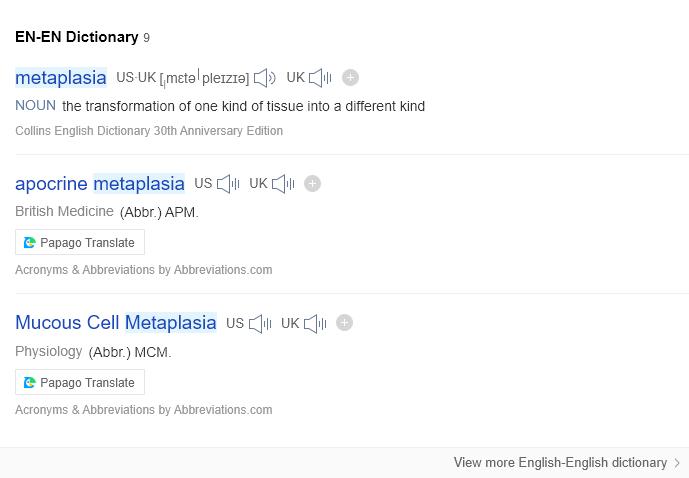 EN-EN Dictionary 9
metaplasia US·UK [ˌmɛtəˈpleɪzɪə] UK
NOUN the transformation of one kind of tissue into a different kind
Collins English Dictionary 30th Anniversary Edition
apocrine metaplasia US UK
British Medicine (Abbr.) APM.
Papago Translate
Acronyms & Abbreviations by Abbreviations.com
Mucous Cell Metaplasia US UK
Physiology (Abbr.) MCM.
Papago Translate
Acronyms & Abbreviations by Abbreviations.com
View more English-English dictionary